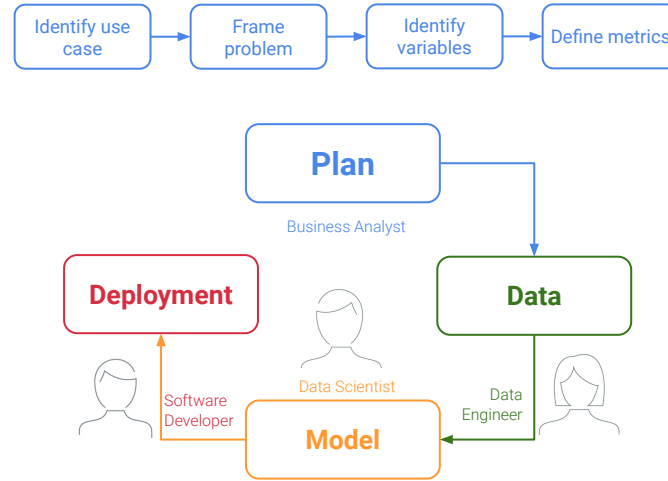 Identify use
case
Frame
problem
Identify
variables
Define metrics
Plan
Business Analyst
Deployment
Data
Data Scientist
Software
Developer
Data
Engineer
Model